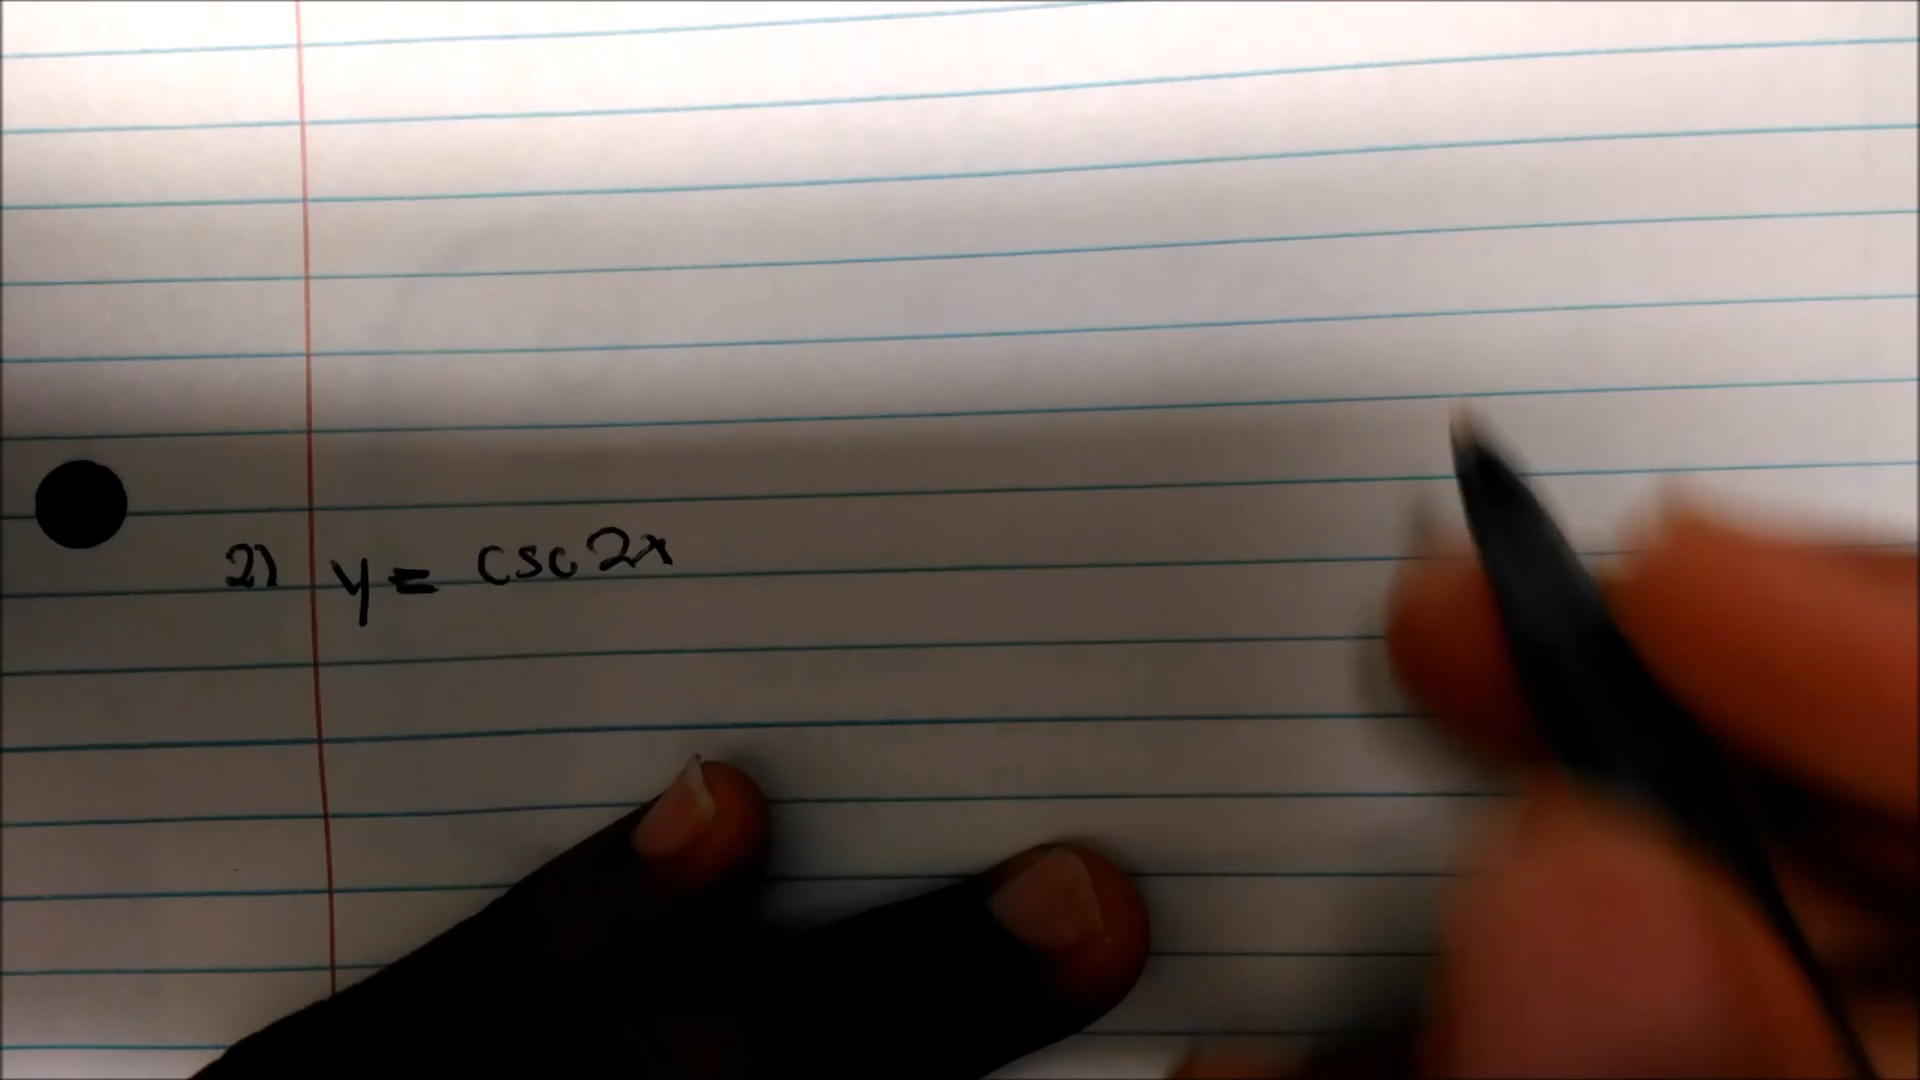 2) y = csc 2x